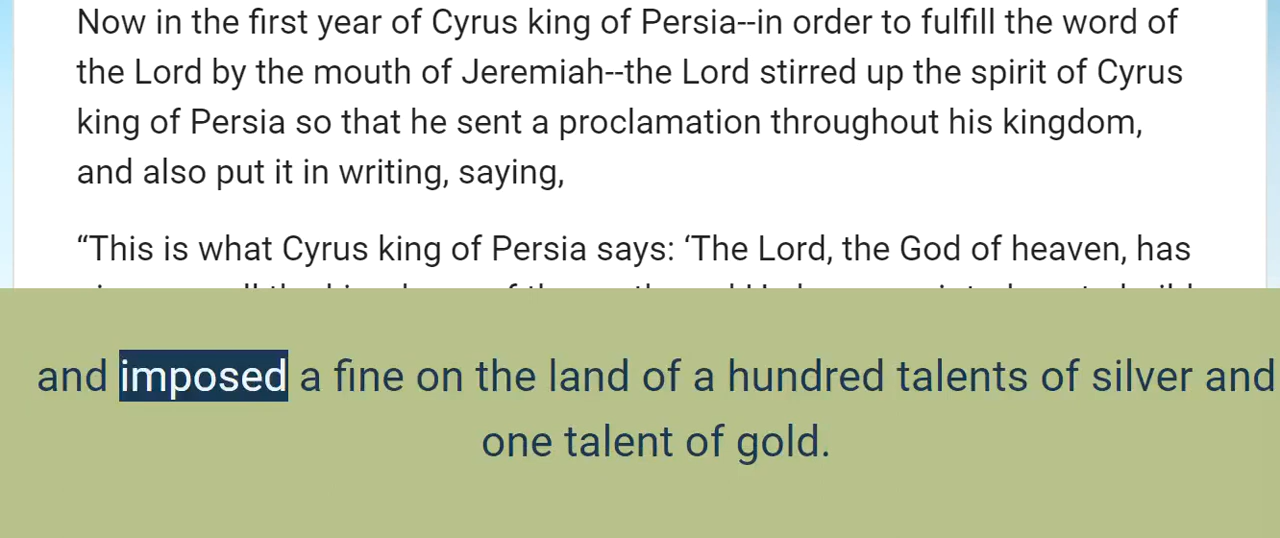 Now in the first year of Cyrus king of Persia--in order to fulfill the word of
the Lord by the mouth of Jeremiah--the Lord stirred up the spirit of Cyrus
king of Persia so that he sent a proclamation throughout his kingdom,
and also put it in writing, saying,
“This is what Cyrus king of Persia says: ‘The Lord, the God of heaven, has
and imposed a fine on the land of a hundred talents of silver and
one talent of gold.